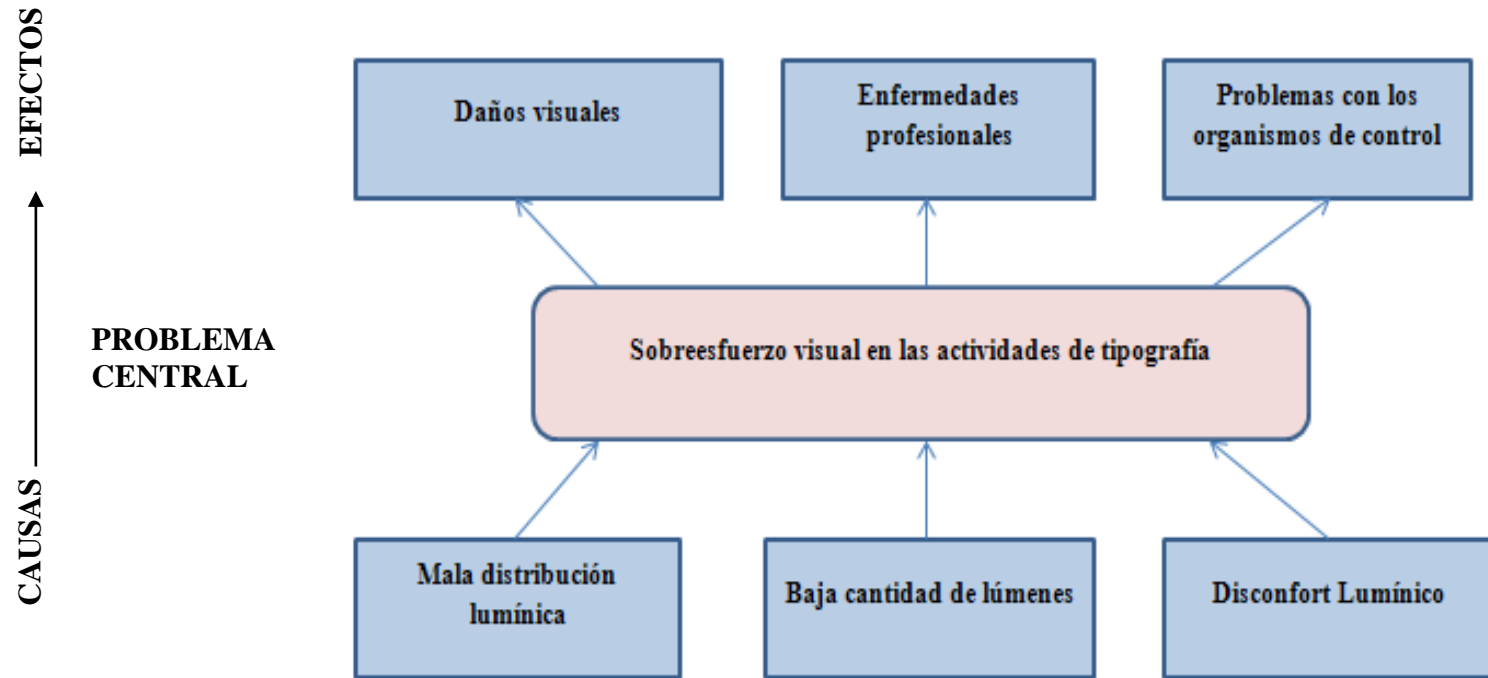 EFECTOS
Daños visuales
Enfermedades
profesionales
Problemas con los
organismos de control
PROBLEMA
CENTRAL
Sobreesfuerzo visual en las actividades de tipografía
CAUSAS
Mala distribución
lumínica
Baja cantidad de lúmenes
Disconfort Lumínico